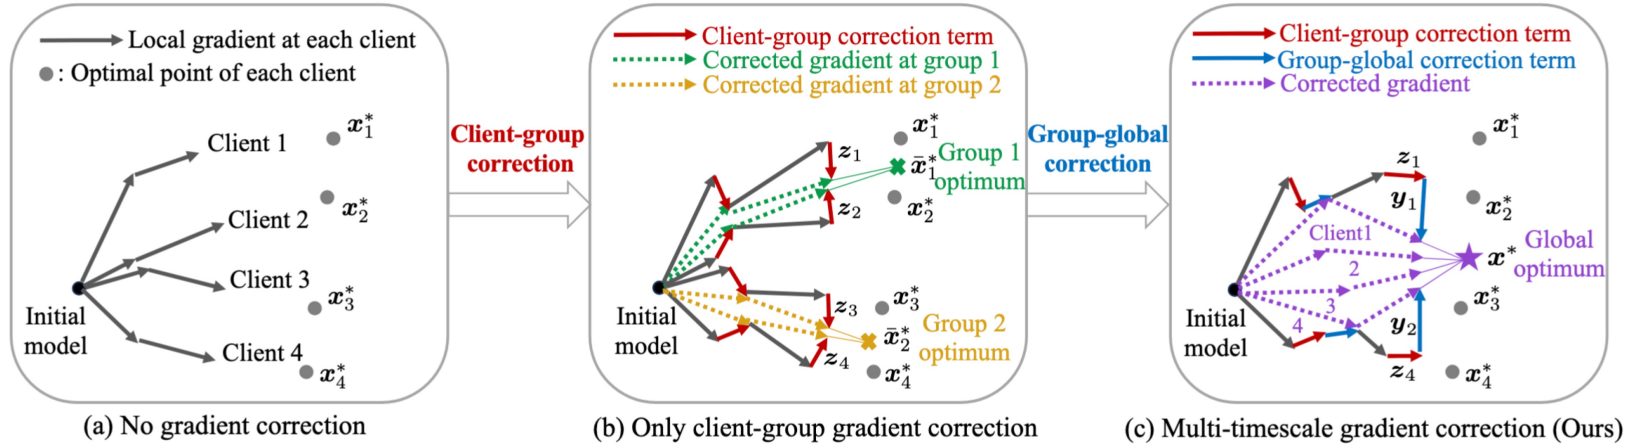 Local gradient at each client
: Optimal point of each client
Client 1
x₁*
Client 2
x₂*
Client 3
x₃*
Initial
model
Client 4
x₄*
(a) No gradient correction
Client-group
correction
Client-group correction term
Corrected gradient at group 1
Corrected gradient at group 2
x₁*
z₁
Group 1
x̄₁*
optimum
z₂
x₂*
z₃
x₃*
Initial
model
x̄₂*
Group 2
optimum
z₄
x₄*
(b) Only client-group gradient correction
Group-global
correction
Client-group correction term
Group-global correction term
Corrected gradient
x₁*
z₁
y₁
x₂*
Client1
2
x*
Global
optimum
3
x₃*
4
Initial
model
y₂
z₄
x₄*
(c) Multi-timescale gradient correction (Ours)